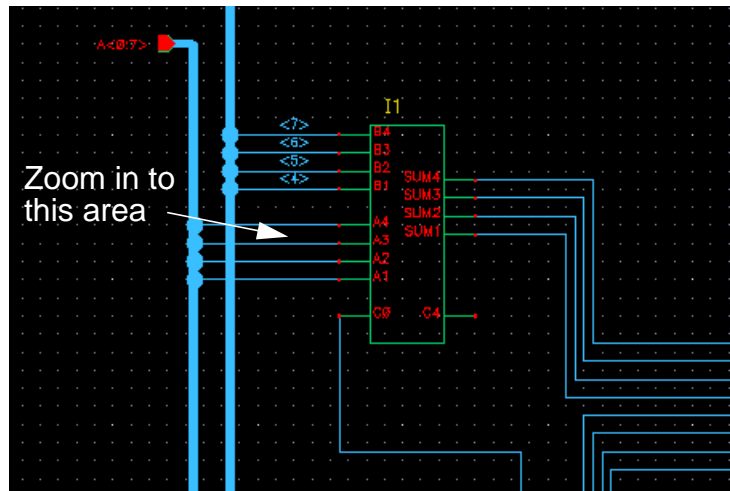 A<0:7>
I1
<7>
<6>
<5>
<4>
B4
B3
B2
B1
SUM4
SUM3
SUM2
SUM1
Zoom in to
this area
A4
A3
A2
A1
C0
C4